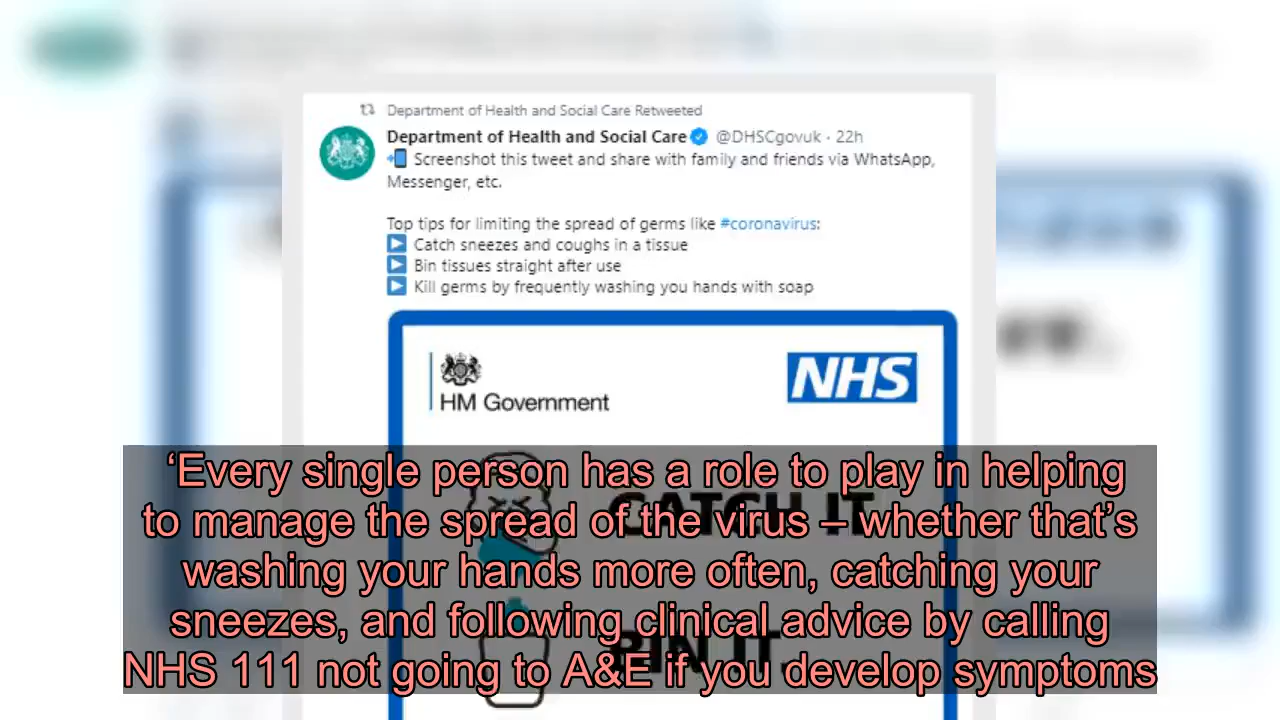 Department of Health and Social Care Retweeted
Department of Health and Social Care @DHSCgovuk · 22h
Screenshot this tweet and share with family and friends via WhatsApp,
Messenger, etc.
Top tips for limiting the spread of germs like #coronavirus:
Catch sneezes and coughs in a tissue
Bin tissues straight after use
Kill germs by frequently washing you hands with soap
HM Government
NHS
CATCH IT
BIN IT.
‘Every single person has a role to play in helping
to manage the spread of the virus – whether that’s
washing your hands more often, catching your
sneezes, and following clinical advice by calling
NHS 111 not going to A&E if you develop symptoms